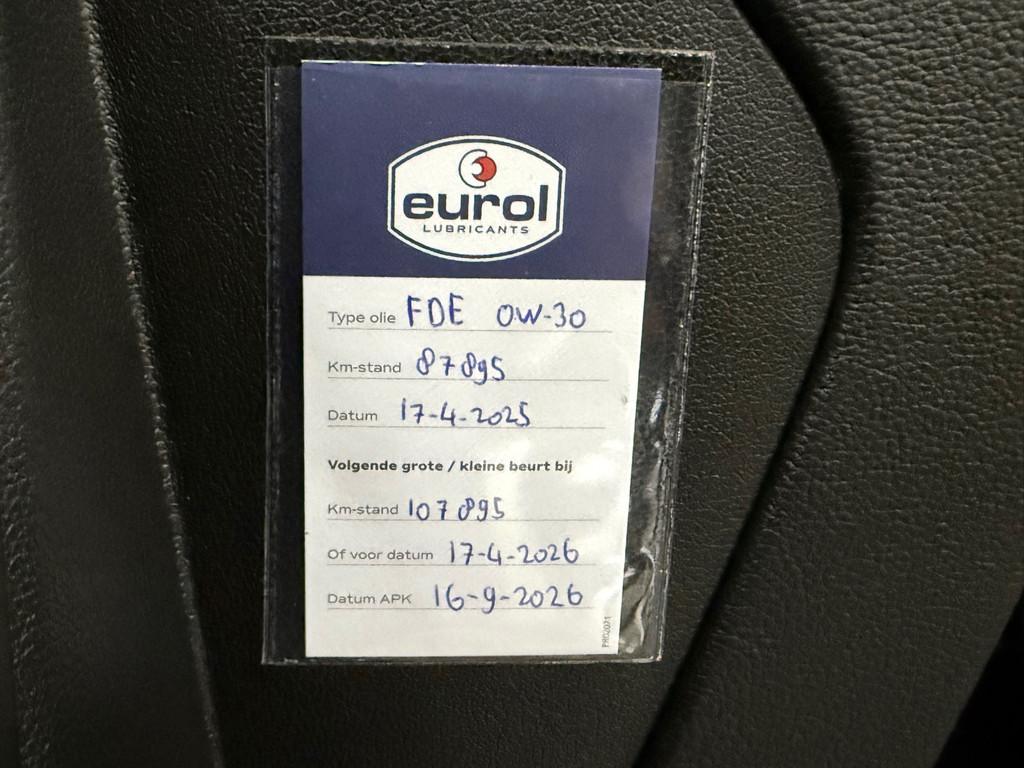 eurol
LUBRICANTS
Type olie FDE 0W-30
Km-stand 87895
Datum 17-4-2025
Volgende grote / kleine beurt bij
Km-stand 107895
Of voor datum 17-4-2026
Datum APK 16-9-2026
PRO2071